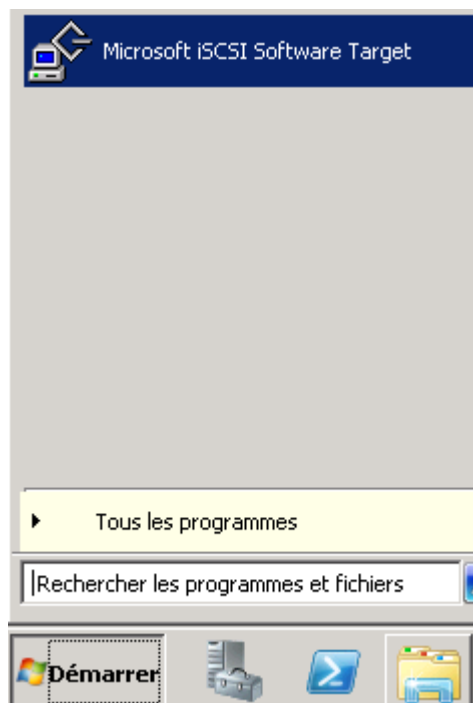 Microsoft iSCSI Software Target
Tous les programmes
Rechercher les programmes et fichiers
Démarrer